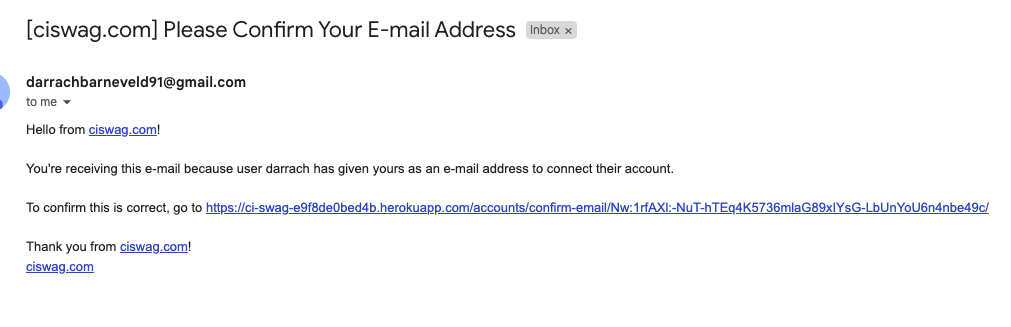 [ciswag.com] Please Confirm Your E-mail Address Inbox ×
darrachbarneveld91@gmail.com
to me
Hello from ciswag.com!
You're receiving this e-mail because user darrach has given yours as an e-mail address to connect their account.
To confirm this is correct, go to https://ci-swag-e9f8de0bed4b.herokuapp.com/accounts/confirm-email/Nw:1rfAXl:-NuT-hTEq4K5736mlaG89xlYsG-LbUnYoU6n4nbe49c/
Thank you from ciswag.com!
ciswag.com